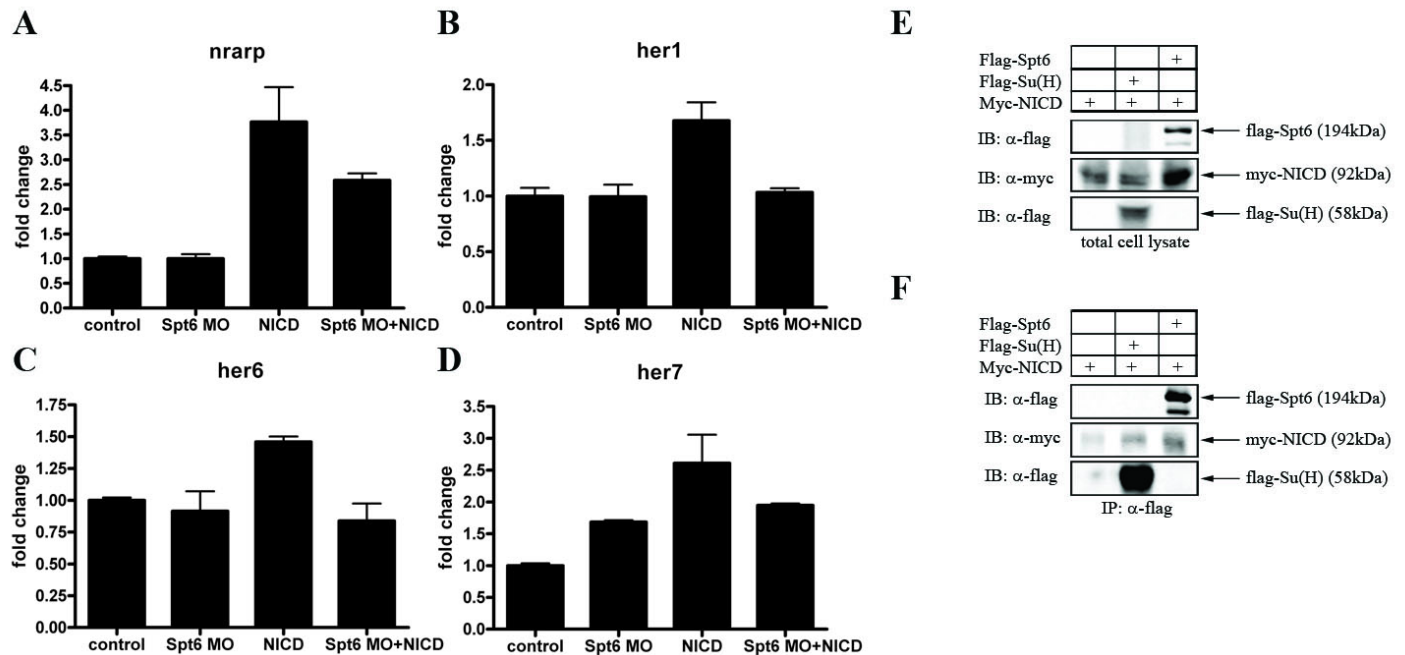 A
nrarp
fold change
4.5
4.0
3.5
3.0
2.5
2.0
1.5
1.0
0.5
0.0
control Spt6 MO NICD Spt6 MO+NICD
B
her1
fold change
2.0
1.5
1.0
0.5
0.0
control Spt6 MO NICD Spt6 MO+NICD
C
her6
fold change
1.75
1.50
1.25
1.00
0.75
0.50
0.25
0.00
control Spt6 MO NICD Spt6 MO+NICD
D
her7
fold change
3.5
3.0
2.5
2.0
1.5
1.0
0.5
0.0
control Spt6 MO NICD Spt6 MO+NICD
E
Flag-Spt6 +
Flag-Su(H) +
Myc-NICD + + +
IB: α-flag flag-Spt6 (194kDa)
IB: α-myc myc-NICD (92kDa)
IB: α-flag flag-Su(H) (58kDa)
total cell lysate
F
Flag-Spt6 +
Flag-Su(H) +
Myc-NICD + + +
IB: α-flag flag-Spt6 (194kDa)
IB: α-myc myc-NICD (92kDa)
IB: α-flag flag-Su(H) (58kDa)
IP: α-flag